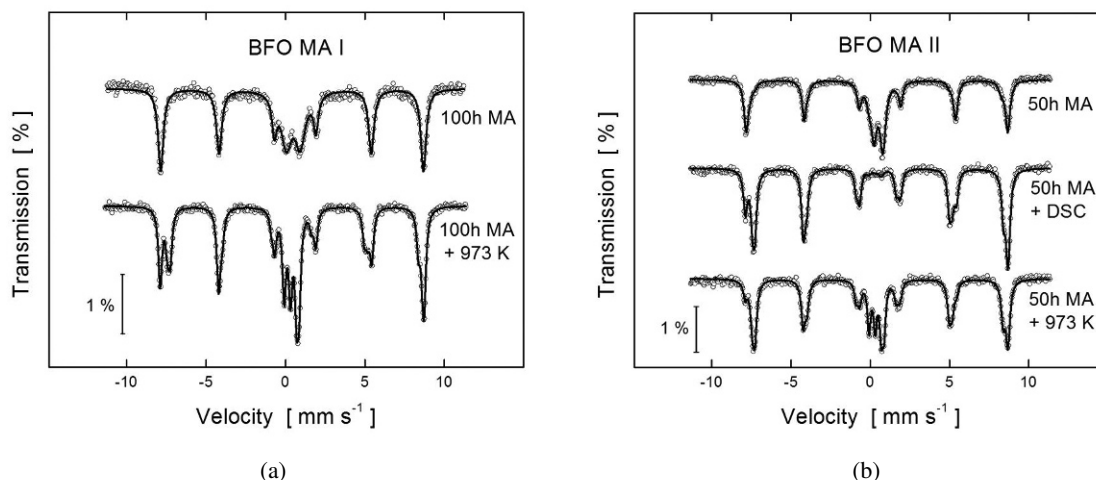 BFO MA I
Transmission [ % ]
100h MA
100h MA
+ 973 K
1 %
-10 -5 0 5 10
Velocity [ mm s⁻¹ ]
(a)
BFO MA II
Transmission [ % ]
50h MA
50h MA
+ DSC
50h MA
+ 973 K
1 %
-10 -5 0 5 10
Velocity [ mm s⁻¹ ]
(b)